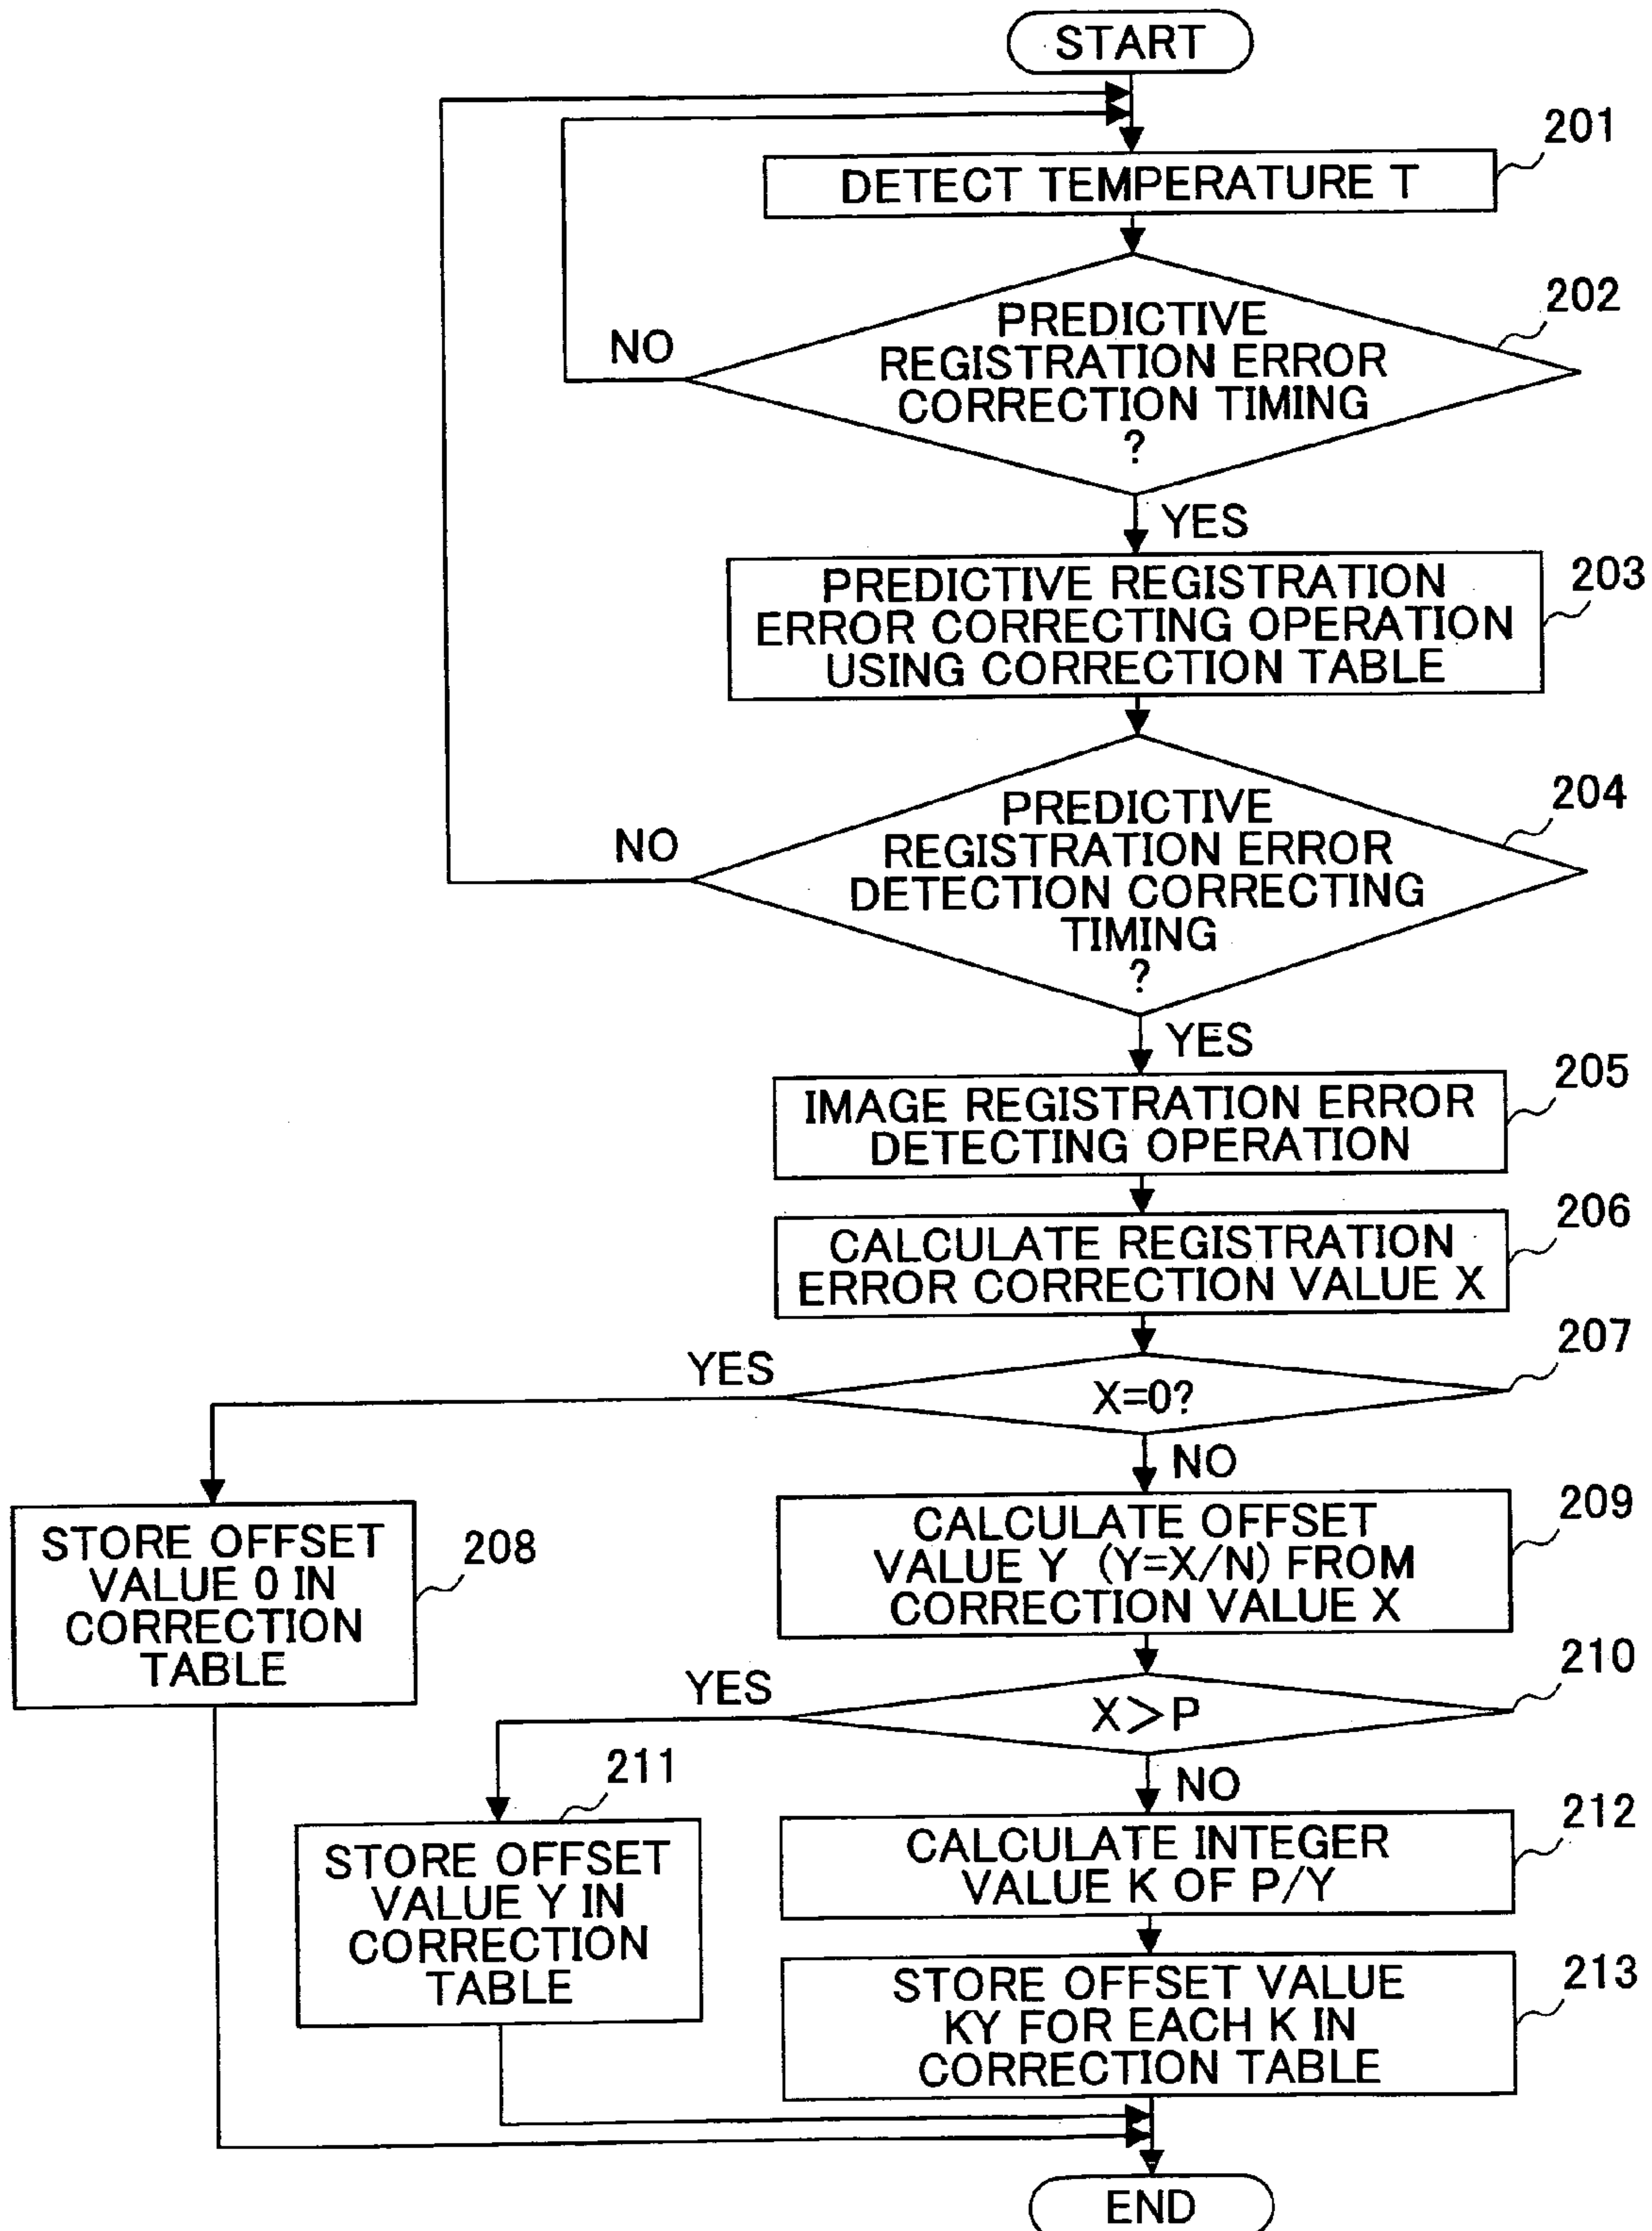 START
201
DETECT TEMPERATURE T
202
PREDICTIVE
REGISTRATION ERROR
CORRECTION TIMING
?
NO
YES
203
PREDICTIVE REGISTRATION
ERROR CORRECTING OPERATION
USING CORRECTION TABLE
204
PREDICTIVE
REGISTRATION ERROR
DETECTION CORRECTING
TIMING
?
NO
YES
205
IMAGE REGISTRATION ERROR
DETECTING OPERATION
206
CALCULATE REGISTRATION
ERROR CORRECTION VALUE X
207
YES
X=0?
NO
208
STORE OFFSET
VALUE 0 IN
CORRECTION
TABLE
209
CALCULATE OFFSET
VALUE Y (Y=X/N) FROM
CORRECTION VALUE X
210
YES
X>P
NO
211
STORE OFFSET
VALUE Y IN
CORRECTION
TABLE
212
CALCULATE INTEGER
VALUE K OF P/Y
213
STORE OFFSET VALUE
KY FOR EACH K IN
CORRECTION TABLE
END